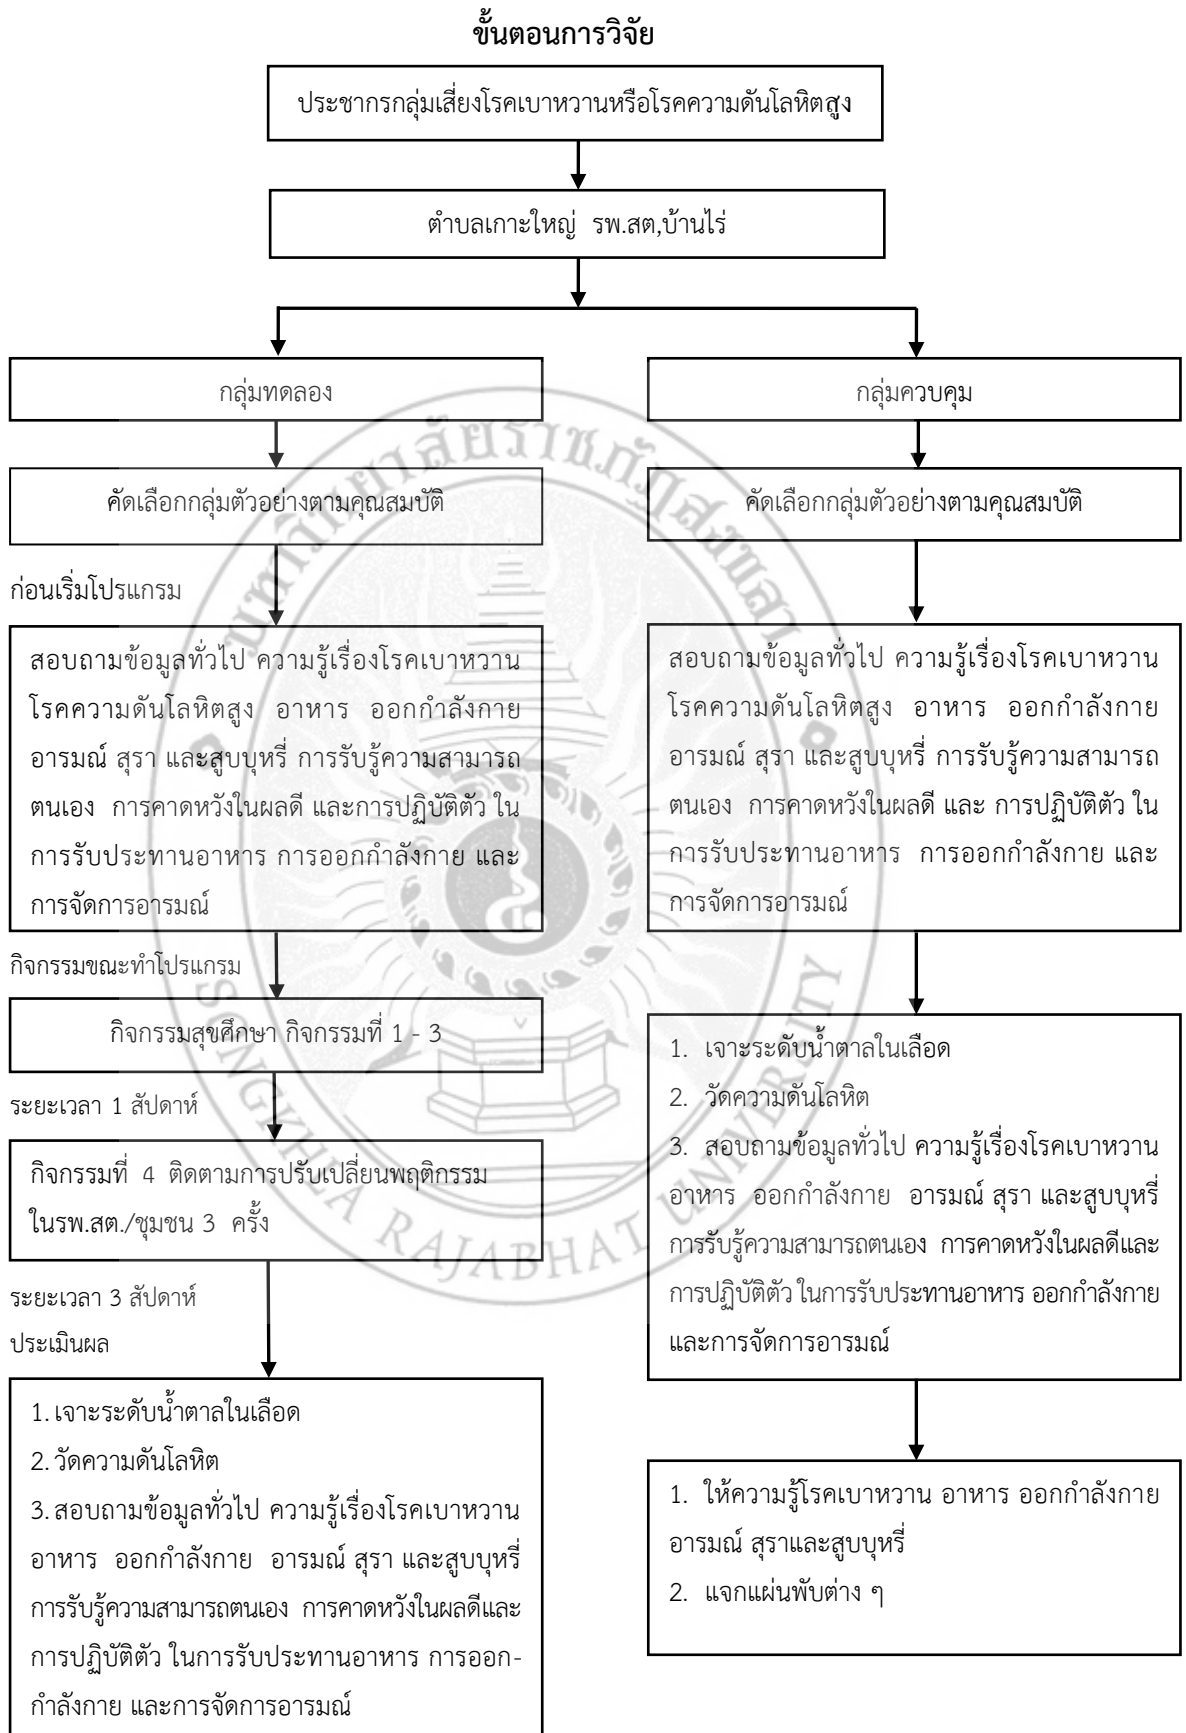 ขั้นตอนการวิจัย
ประชากรกลุ่มเสี่ยงโรคเบาหวานหรือโรคความดันโลหิตสูง
ตำบลเกาะใหญ่ รพ.สต,บ้านไร่
กลุ่มทดลอง
คัดเลือกกลุ่มตัวอย่างตามคุณสมบัติ
ก่อนเริ่มโปรแกรม
สอบถามข้อมูลทั่วไป ความรู้เรื่องโรคเบาหวาน
โรคความดันโลหิตสูง อาหาร ออกกำลังกาย
อารมณ์ สุรา และสูบบุหรี่ การรับรู้ความสามารถ
ตนเอง การคาดหวังในผลดี และการปฏิบัติตัว ใน
การรับประทานอาหาร การออกกำลังกาย และ
การจัดการอารมณ์
กิจกรรมขณะทำโปรแกรม
กิจกรรมสุขศึกษา กิจกรรมที่ 1 - 3
ระยะเวลา 1 สัปดาห์
กิจกรรมที่ 4 ติดตามการปรับเปลี่ยนพฤติกรรม
ในรพ.สต./ชุมชน 3 ครั้ง
ระยะเวลา 3 สัปดาห์
ประเมินผล
1. เจาะระดับน้ำตาลในเลือด
2. วัดความดันโลหิต
3. สอบถามข้อมูลทั่วไป ความรู้เรื่องโรคเบาหวาน
อาหาร ออกกำลังกาย อารมณ์ สุรา และสูบบุหรี่
การรับรู้ความสามารถตนเอง การคาดหวังในผลดีและ
การปฏิบัติตัว ในการรับประทานอาหาร การออก-
กำลังกาย และการจัดการอารมณ์
กลุ่มควบคุม
คัดเลือกกลุ่มตัวอย่างตามคุณสมบัติ
สอบถามข้อมูลทั่วไป ความรู้เรื่องโรคเบาหวาน
โรคความดันโลหิตสูง อาหาร ออกกำลังกาย
อารมณ์ สุรา และสูบบุหรี่ การรับรู้ความสามารถ
ตนเอง การคาดหวังในผลดี และ การปฏิบัติตัว ใน
การรับประทานอาหาร การออกกำลังกาย และ
การจัดการอารมณ์
1. เจาะระดับน้ำตาลในเลือด
2. วัดความดันโลหิต
3. สอบถามข้อมูลทั่วไป ความรู้เรื่องโรคเบาหวาน
อาหาร ออกกำลังกาย อารมณ์ สุรา และสูบบุหรี่
การรับรู้ความสามารถตนเอง การคาดหวังในผลดีและ
การปฏิบัติตัว ในการรับประทานอาหาร ออกกำลังกาย
และการจัดการอารมณ์
1. ให้ความรู้โรคเบาหวาน อาหาร ออกกำลังกาย
อารมณ์ สุราและสูบบุหรี่
2. แจกแผ่นพับต่าง ๆ
มหาวิทยาลัยราชภัฏสงขลา
SONGKHLA RAJABHAT UNIVERSITY